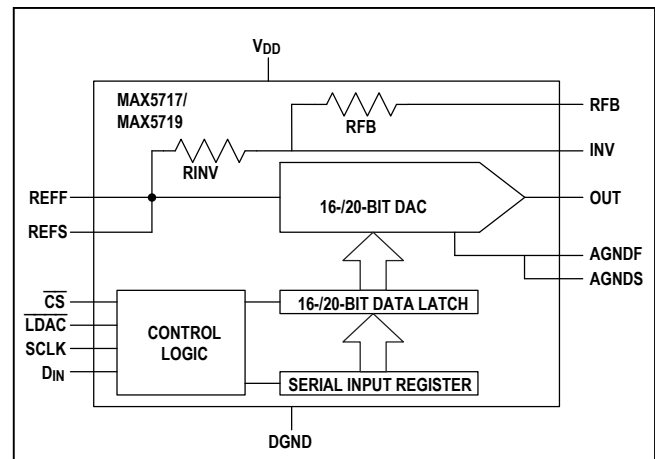 VDD
MAX5717/
MAX5719
RFB
RFB
RINV
INV
REFF
REFS
16-/20-BIT DAC
OUT
AGNDF
AGNDS
CS
LDAC
SCLK
DIN
CONTROL
LOGIC
16-/20-BIT DATA LATCH
SERIAL INPUT REGISTER
DGND